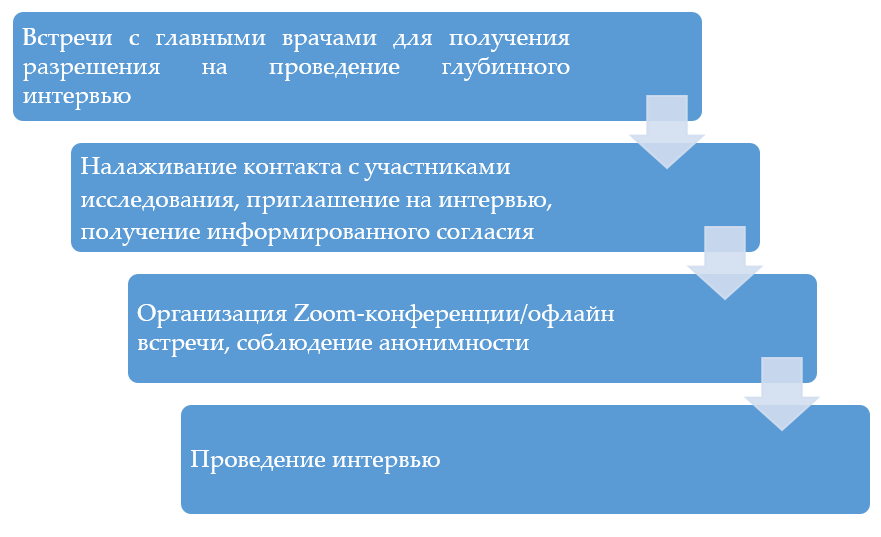 Встречи с главными врачами для получения
разрешения на проведение глубинного
интервью
Налаживание контакта с участниками
исследования, приглашение на интервью,
получение информированного согласия
Организация Zoom-конференции/офлайн
встречи, соблюдение анонимности
Проведение интервью